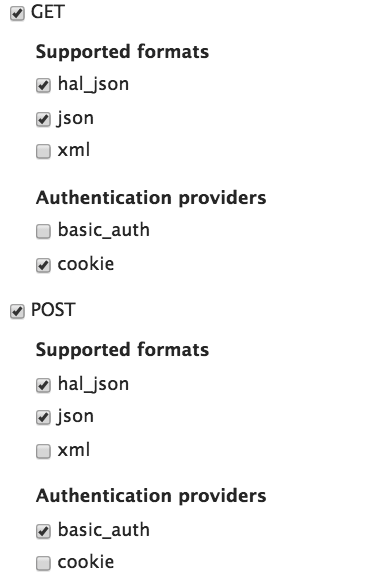 GET
Supported formats
hal_json
json
xml
Authentication providers
basic_auth
cookie
POST
Supported formats
hal_json
json
xml
Authentication providers
basic_auth
cookie